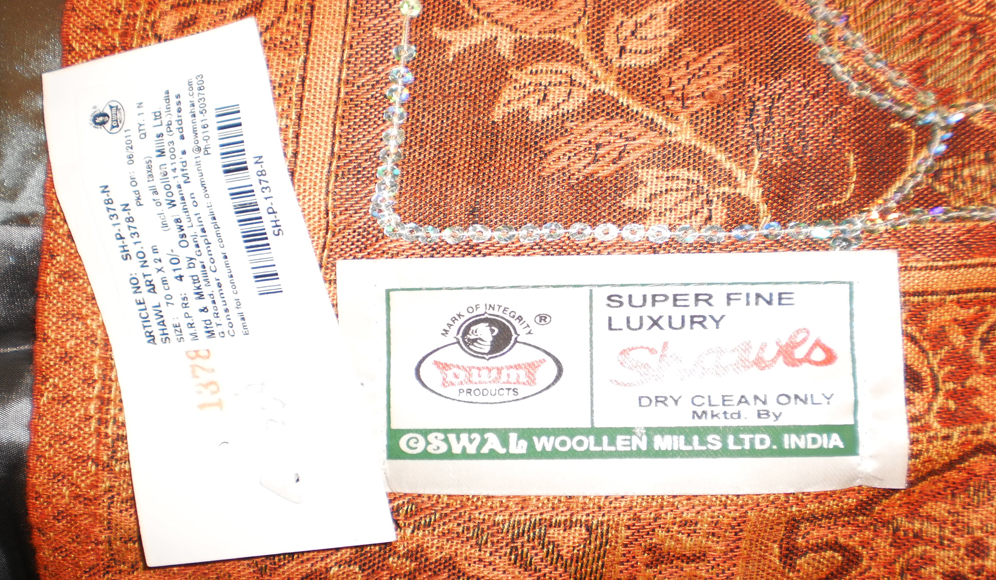 ARTICLE NO: SH-P-1378-N
SHAWL ART NO. 1378-N
SIZE: 70 cm X 2 m Pkd On: 06/2011
M.R.P Rs: 410/- (Incl. of all taxes) QTY. 1 N
Mfd & Mktd by Oswal Woollen Mills Ltd.
G.T.Road, Miller Ganj, Ludhiana 141003 (Pb.) India
Consumer Complaint on Mfd's address
Email for consumer complaint: owmunit1@owmnahar.com
Ph-0161-5037803
SH-P-1378-N
1378
MARK OF INTEGRITY ®
o.w.m
PRODUCTS
SUPER FINE
LUXURY
Shawls
DRY CLEAN ONLY
Mktd. By
OSWAL WOOLLEN MILLS LTD. INDIA